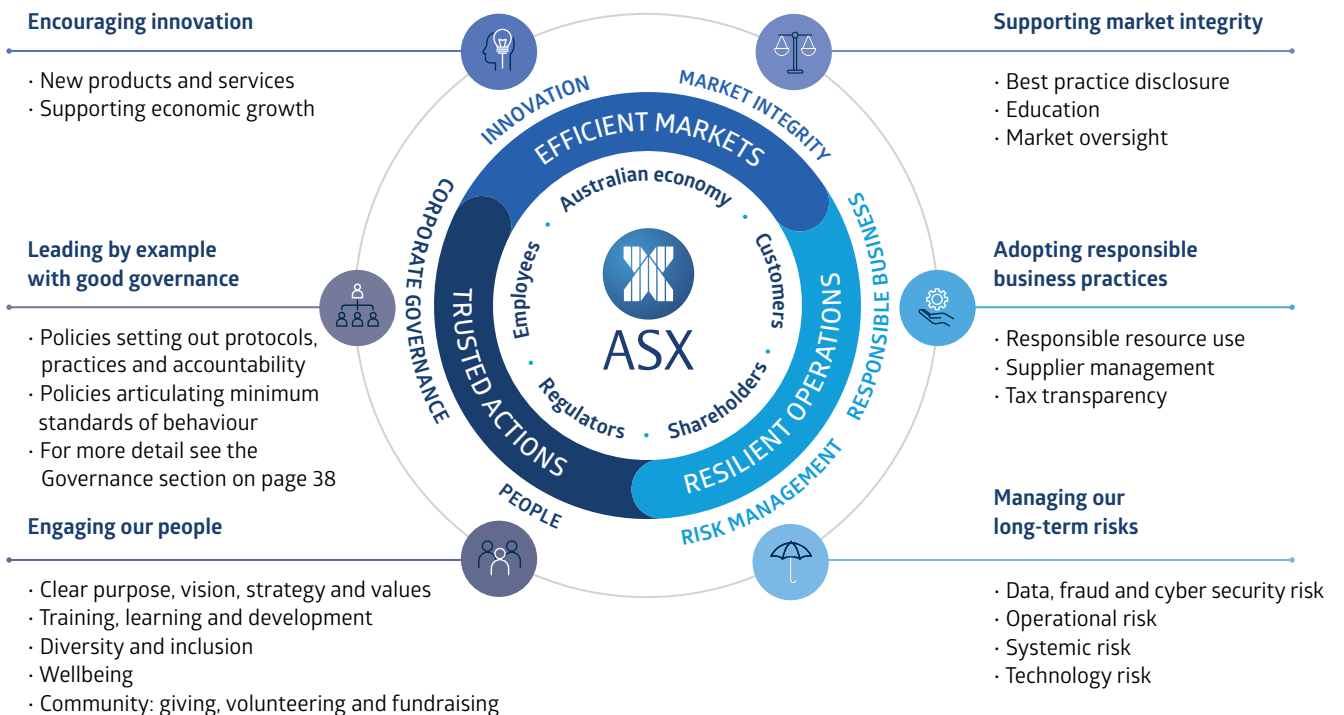 Encouraging innovation
· New products and services
· Supporting economic growth
Leading by example
with good governance
· Policies setting out protocols,
practices and accountability
· Policies articulating minimum
standards of behaviour
· For more detail see the
Governance section on page 38
Engaging our people
· Clear purpose, vision, strategy and values
· Training, learning and development
· Diversity and inclusion
· Wellbeing
· Community: giving, volunteering and fundraising
INNOVATION
MARKET INTEGRITY
CORPORATE GOVERNANCE
RESPONSIBLE BUSINESS
PEOPLE
RISK MANAGEMENT
EFFICIENT MARKETS
TRUSTED ACTIONS
RESILIENT OPERATIONS
Australian economy
Employees
Customers
Regulators
Shareholders
ASX
Supporting market integrity
· Best practice disclosure
· Education
· Market oversight
Adopting responsible
business practices
· Responsible resource use
· Supplier management
· Tax transparency
Managing our
long-term risks
· Data, fraud and cyber security risk
· Operational risk
· Systemic risk
· Technology risk